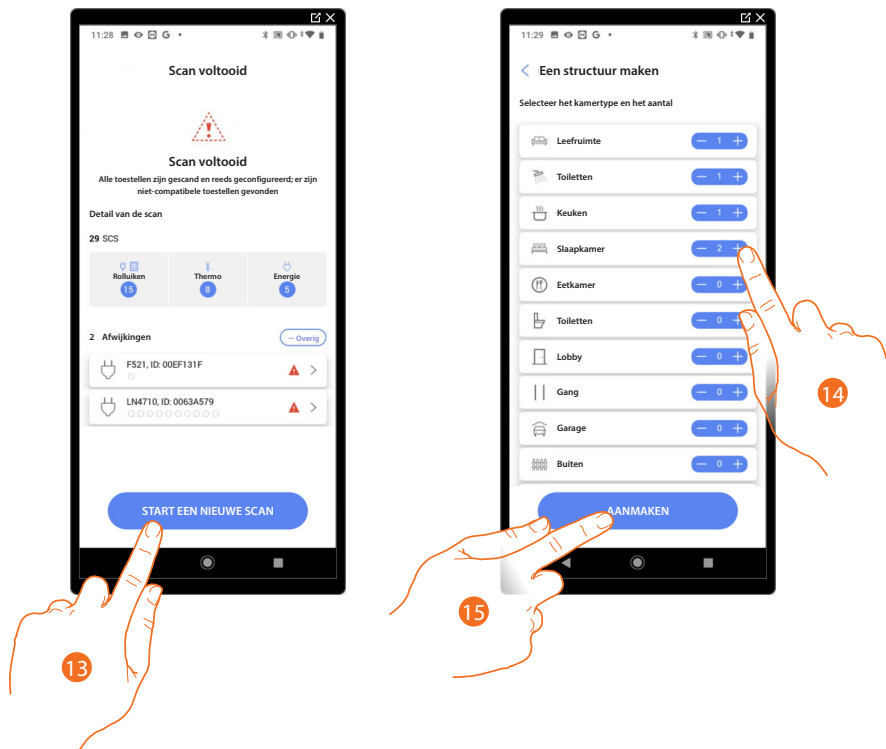 11:28
Scan voltooid
Scan voltooid
Alle toestellen zijn gescand en reeds geconfigureerd; er zijn
niet-compatibele toestellen gevonden
Detail van de scan
29 SCS
Rolluiken
15
Thermo
8
Energie
5
2 Afwijkingen
··· Overig
F521, ID: 00EF131F
LN4710, ID: 0063A579
START EEN NIEUWE SCAN
13
11:29
Een structuur maken
Selecteer het kamertype en het aantal
Leefruimte − 1 +
Toiletten − 1 +
Keuken − 1 +
Slaapkamer − 2 +
Eetkamer − 0 +
Toiletten − 0 +
Lobby − 0 +
Gang − 0 +
Garage − 0 +
Buiten − 0 +
AANMAKEN
14
15